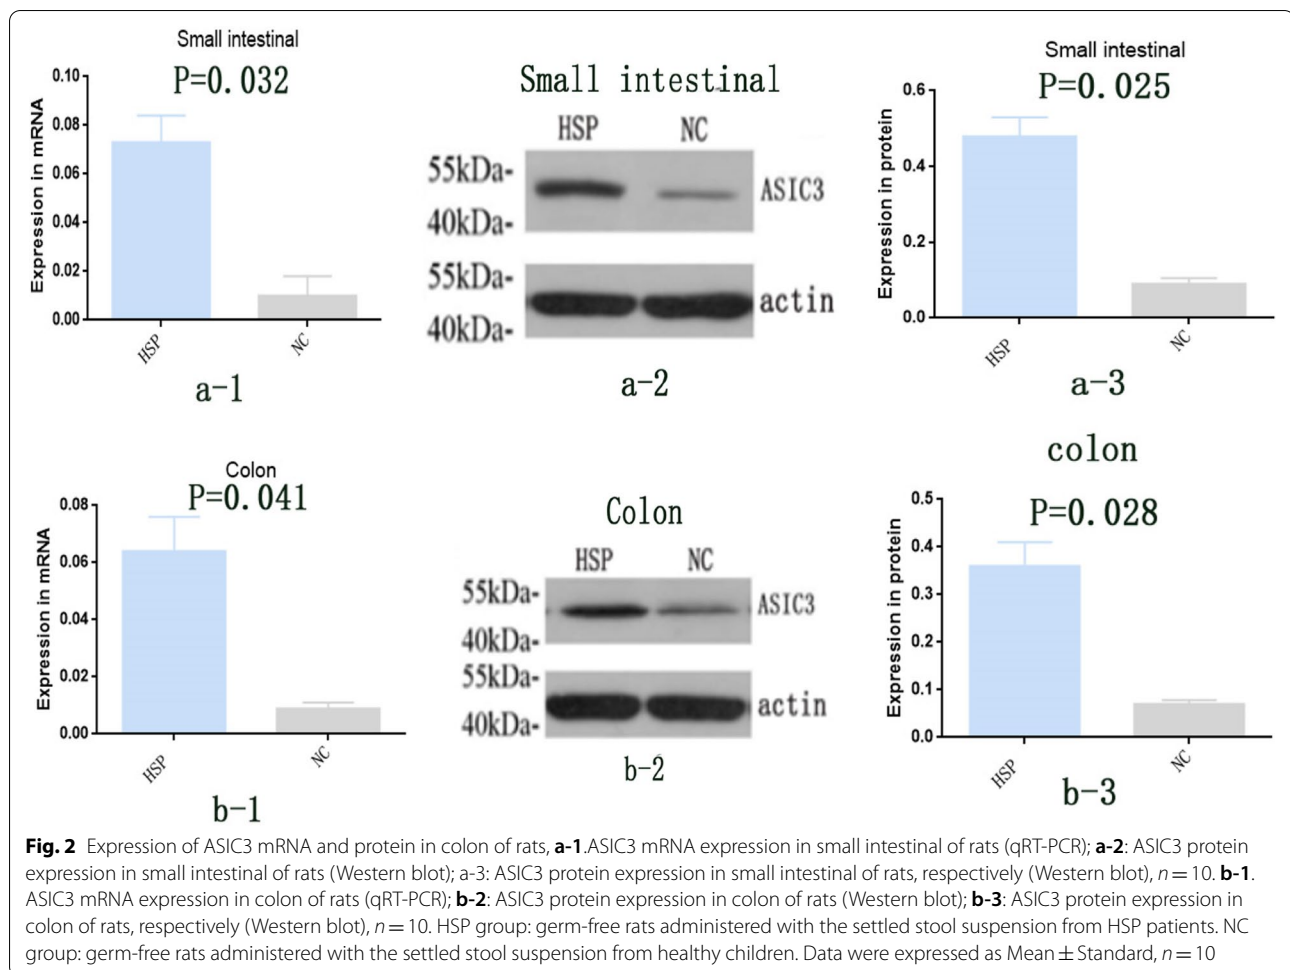 Small intestinal
P=0.032
Expression in mRNA
0.10
0.08
0.06
0.04
0.02
0.00
HSP
NC
a-1
Small intestinal
HSP NC
55kDa-
ASIC3
40kDa-
55kDa-
actin
40kDa-
a-2
Small intestinal
P=0.025
Expression in protein
0.6
0.4
0.2
0.0
HSP
NC
a-3
Colon
P=0.041
Expression in mRNA
0.08
0.06
0.04
0.02
0.00
HSP
NC
b-1
Colon
HSP NC
55kDa-
ASIC3
40kDa-
55kDa-
actin
40kDa-
b-2
colon
P=0.028
Expression in protein
0.5
0.4
0.3
0.2
0.1
0.0
HSP
NC
b-3
Fig. 2 Expression of ASIC3 mRNA and protein in colon of rats, a-1.ASIC3 mRNA expression in small intestinal of rats (qRT-PCR); a-2: ASIC3 protein
expression in small intestinal of rats (Western blot); a-3: ASIC3 protein expression in small intestinal of rats, respectively (Western blot), n = 10. b-1.
ASIC3 mRNA expression in colon of rats (qRT-PCR); b-2: ASIC3 protein expression in colon of rats (Western blot); b-3: ASIC3 protein expression in
colon of rats, respectively (Western blot), n = 10. HSP group: germ-free rats administered with the settled stool suspension from HSP patients. NC
group: germ-free rats administered with the settled stool suspension from healthy children. Data were expressed as Mean ± Standard, n = 10